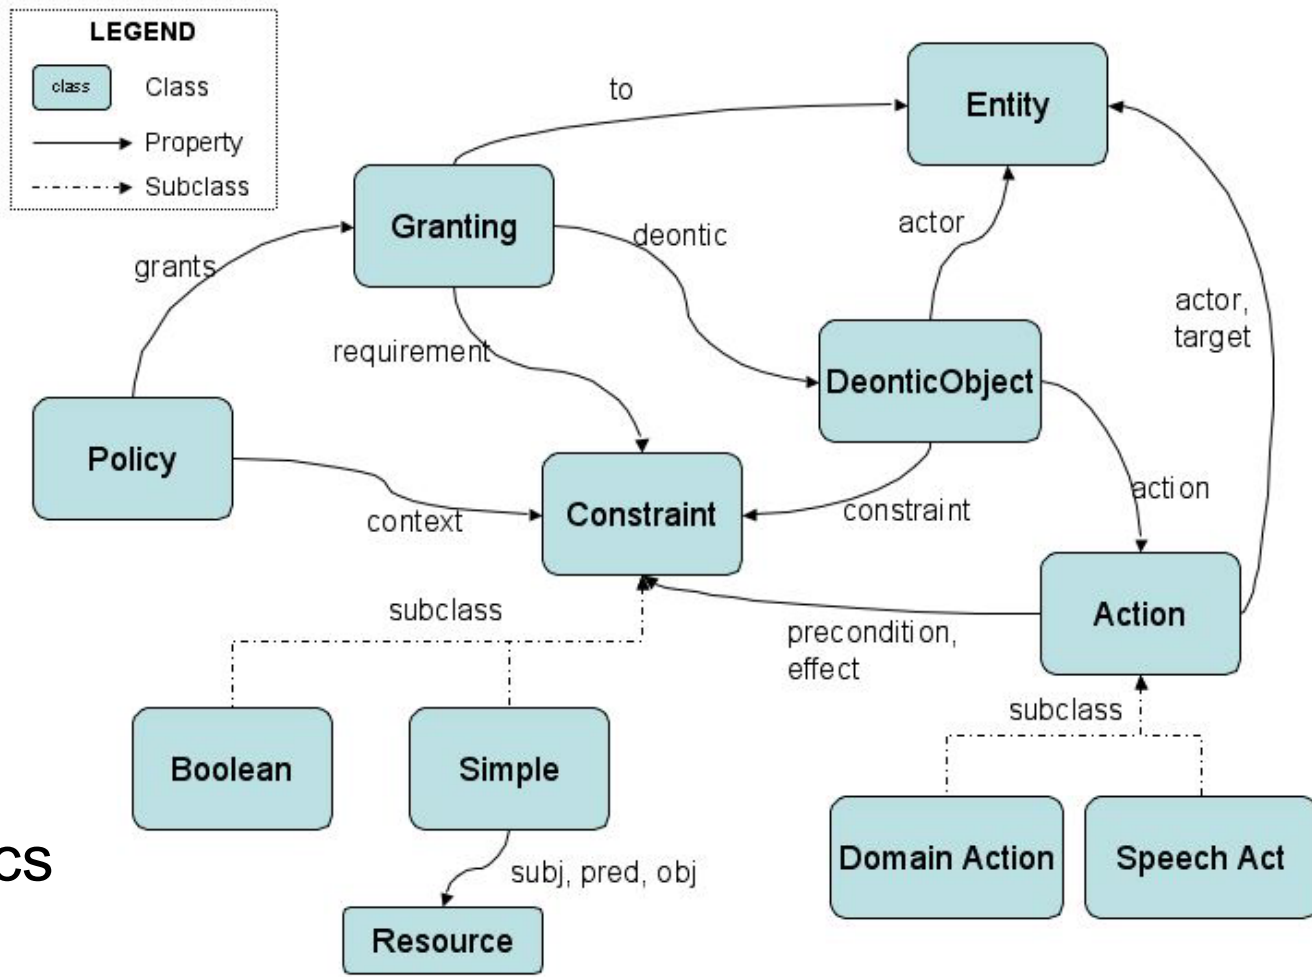 LEGEND
class
Class
Property
Subclass
to
Entity
Granting
actor
deontic
grants
actor,
target
requirement
DeonticObject
Policy
action
Constraint
constraint
context
subclass
Action
precondition,
effect
subclass
Boolean
Simple
Domain Action
Speech Act
cs
subj, pred, obj
Resource